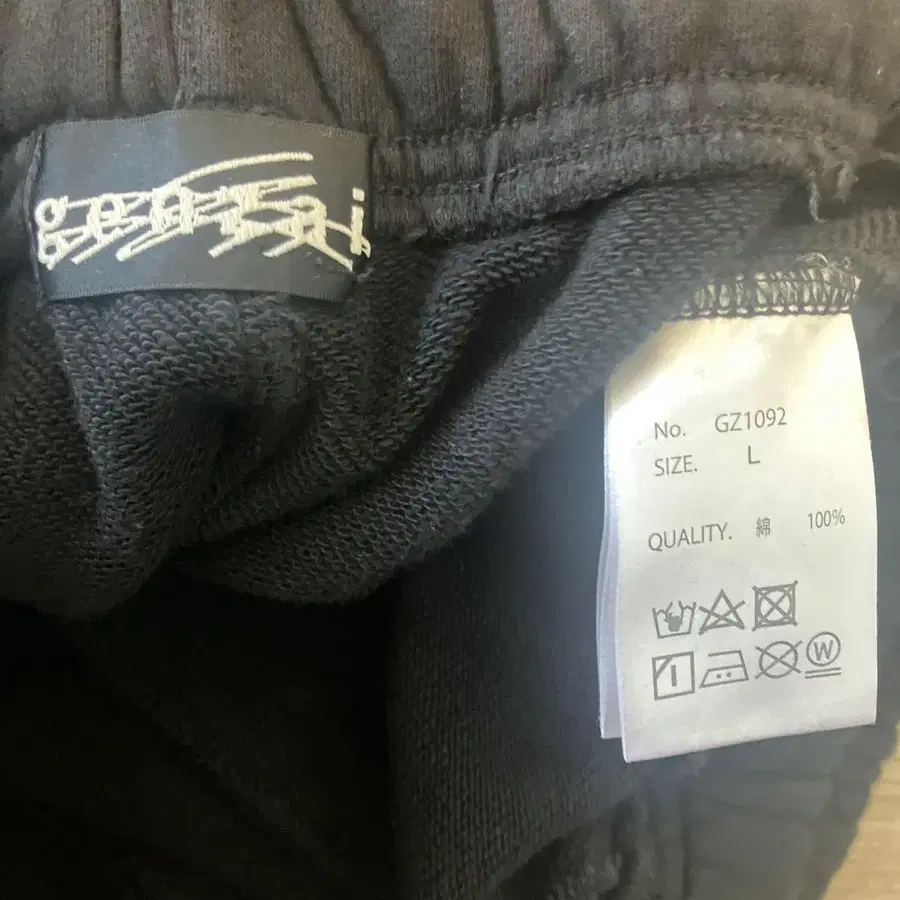 No. GZ1092
SIZE. L
QUALITY. 綿 100%
W